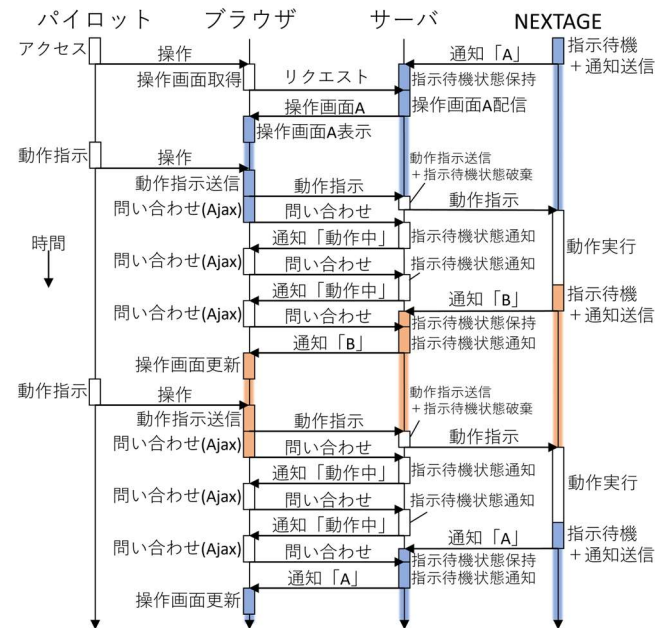 パイロット ブラウザ サーバ NEXTAGE
アクセス
操作
通知「A」
指示待機
＋通知送信
操作画面取得
リクエスト
指示待機状態保持
操作画面A
操作画面A配信
操作画面A表示
動作指示
操作
動作指示送信
＋指示待機状態破棄
動作指示送信
動作指示
動作指示
問い合わせ(Ajax)
問い合わせ
通知「動作中」
指示待機状態通知
動作実行
時間
問い合わせ(Ajax)
問い合わせ
指示待機状態通知
通知「動作中」
通知「B」
指示待機
＋通知送信
問い合わせ(Ajax)
問い合わせ
指示待機状態保持
通知「B」
指示待機状態通知
操作画面更新
動作指示
操作
動作指示送信
＋指示待機状態破棄
動作指示送信
動作指示
動作指示
問い合わせ(Ajax)
問い合わせ
通知「動作中」
指示待機状態通知
動作実行
問い合わせ(Ajax)
問い合わせ
指示待機状態通知
通知「動作中」
通知「A」
指示待機
＋通知送信
問い合わせ(Ajax)
問い合わせ
指示待機状態保持
通知「A」
指示待機状態通知
操作画面更新